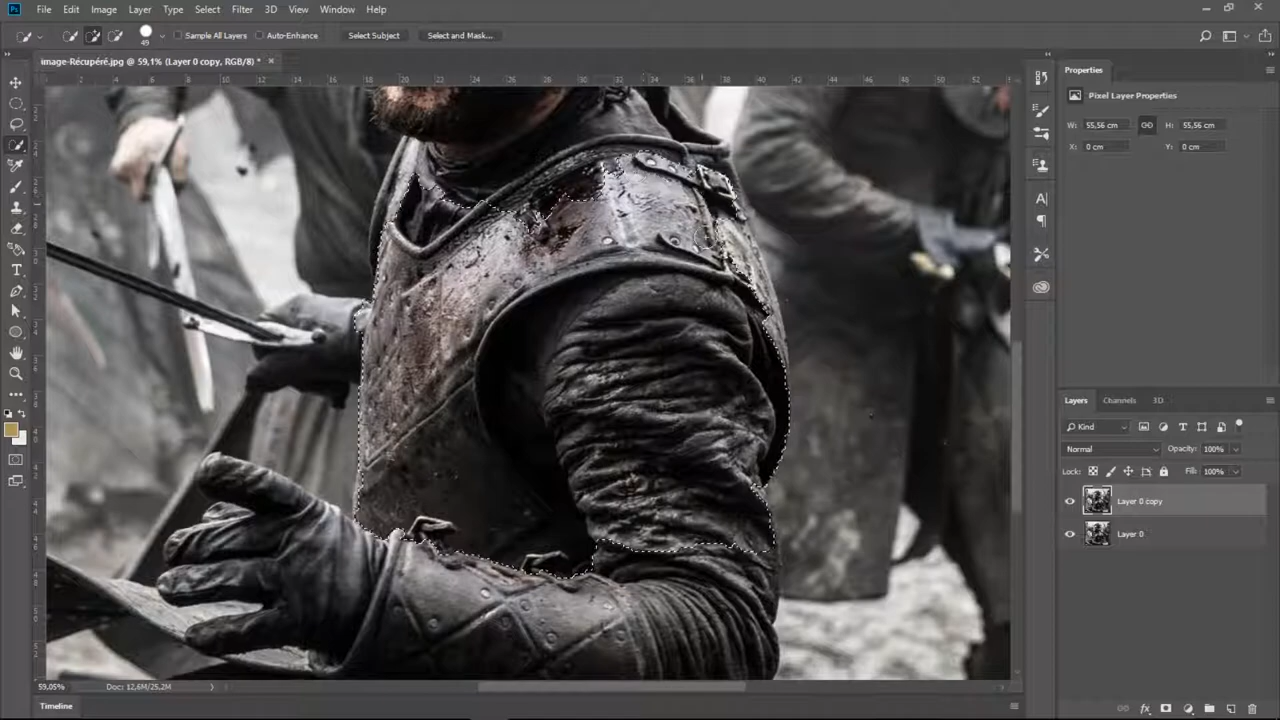 Ps File Edit Image Layer Type Select Filter 3D View Window Help
49 Sample All Layers Auto-Enhance Select Subject Select and Mask...
image-Récupéré.jpg @ 59,1% (Layer 0 copy, RGB/8) * ×
Properties
Pixel Layer Properties
W: 55,56 cm H: 55,56 cm
X: 0 cm Y: 0 cm
Layers Channels 3D
Kind
Normal Opacity: 100%
Lock: Fill: 100%
Layer 0 copy
Layer 0
59,05% Doc: 12,6M/25,2M
Timeline